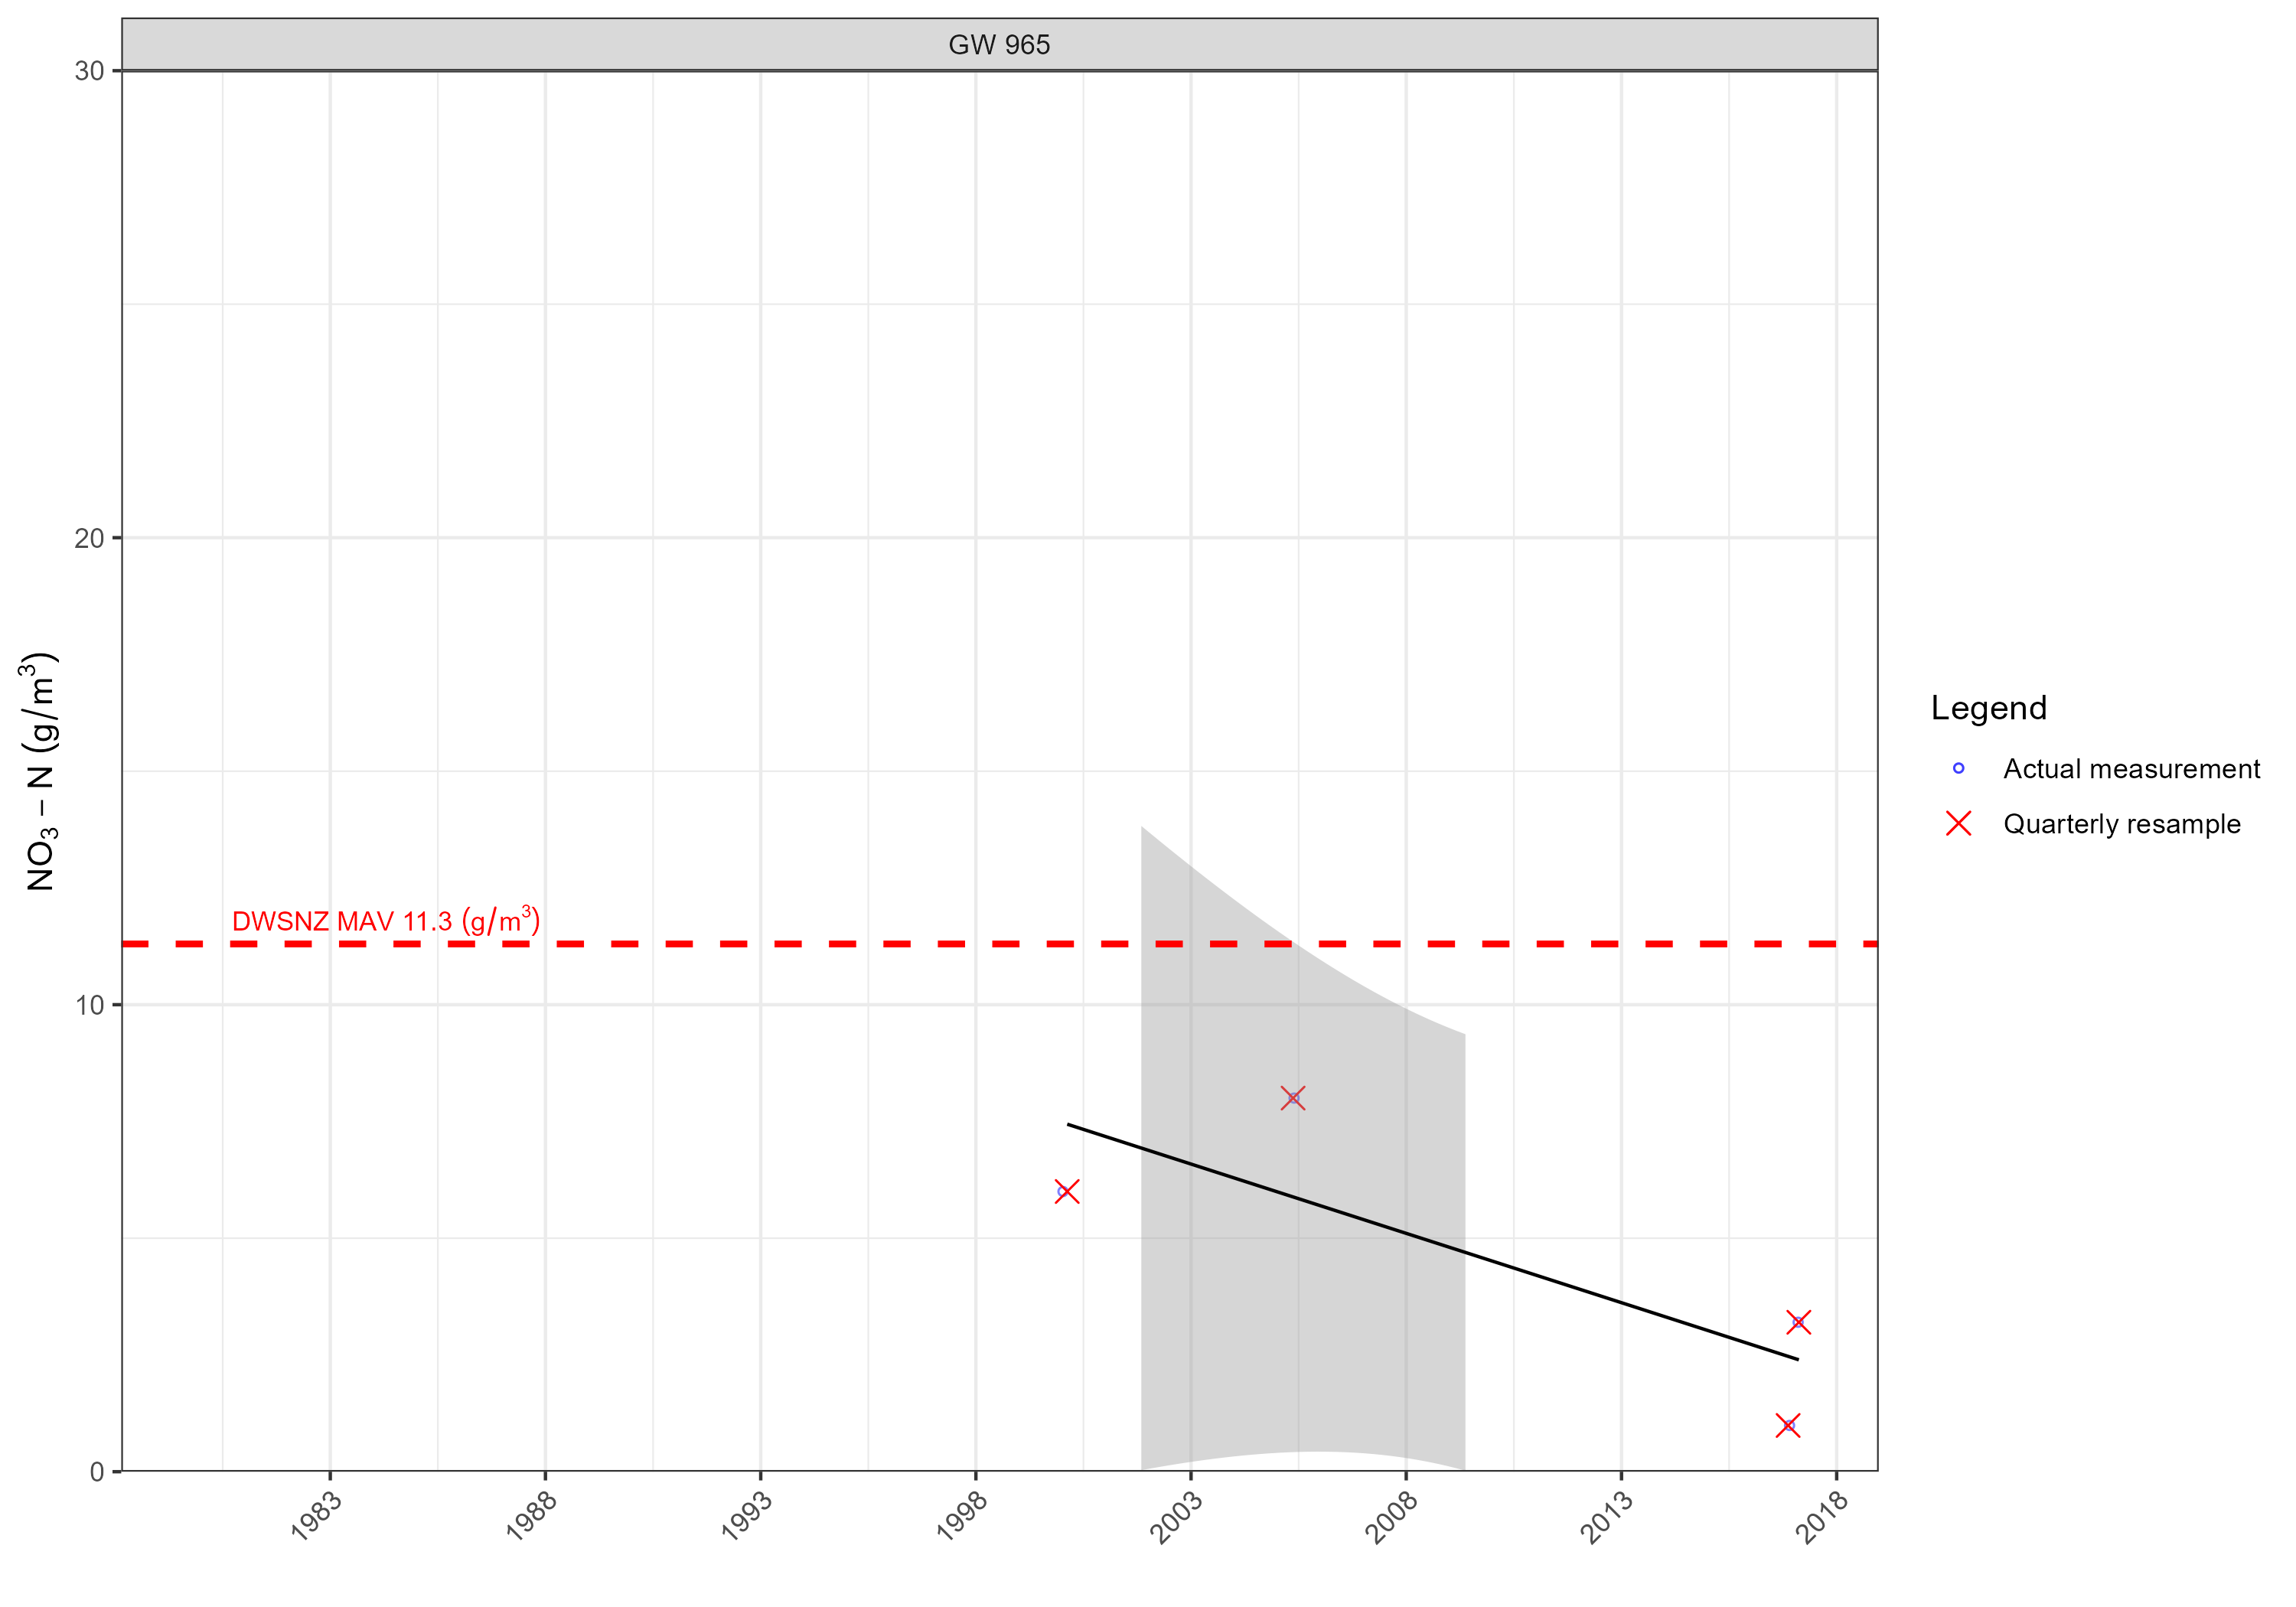 GW 965
30
20
10
0
NO₃ – N (g/m³)
DWSNZ MAV 11.3 (g/m³)
1983
1988
1993
1998
2003
2008
2013
2018
Legend
Actual measurement
Quarterly resample